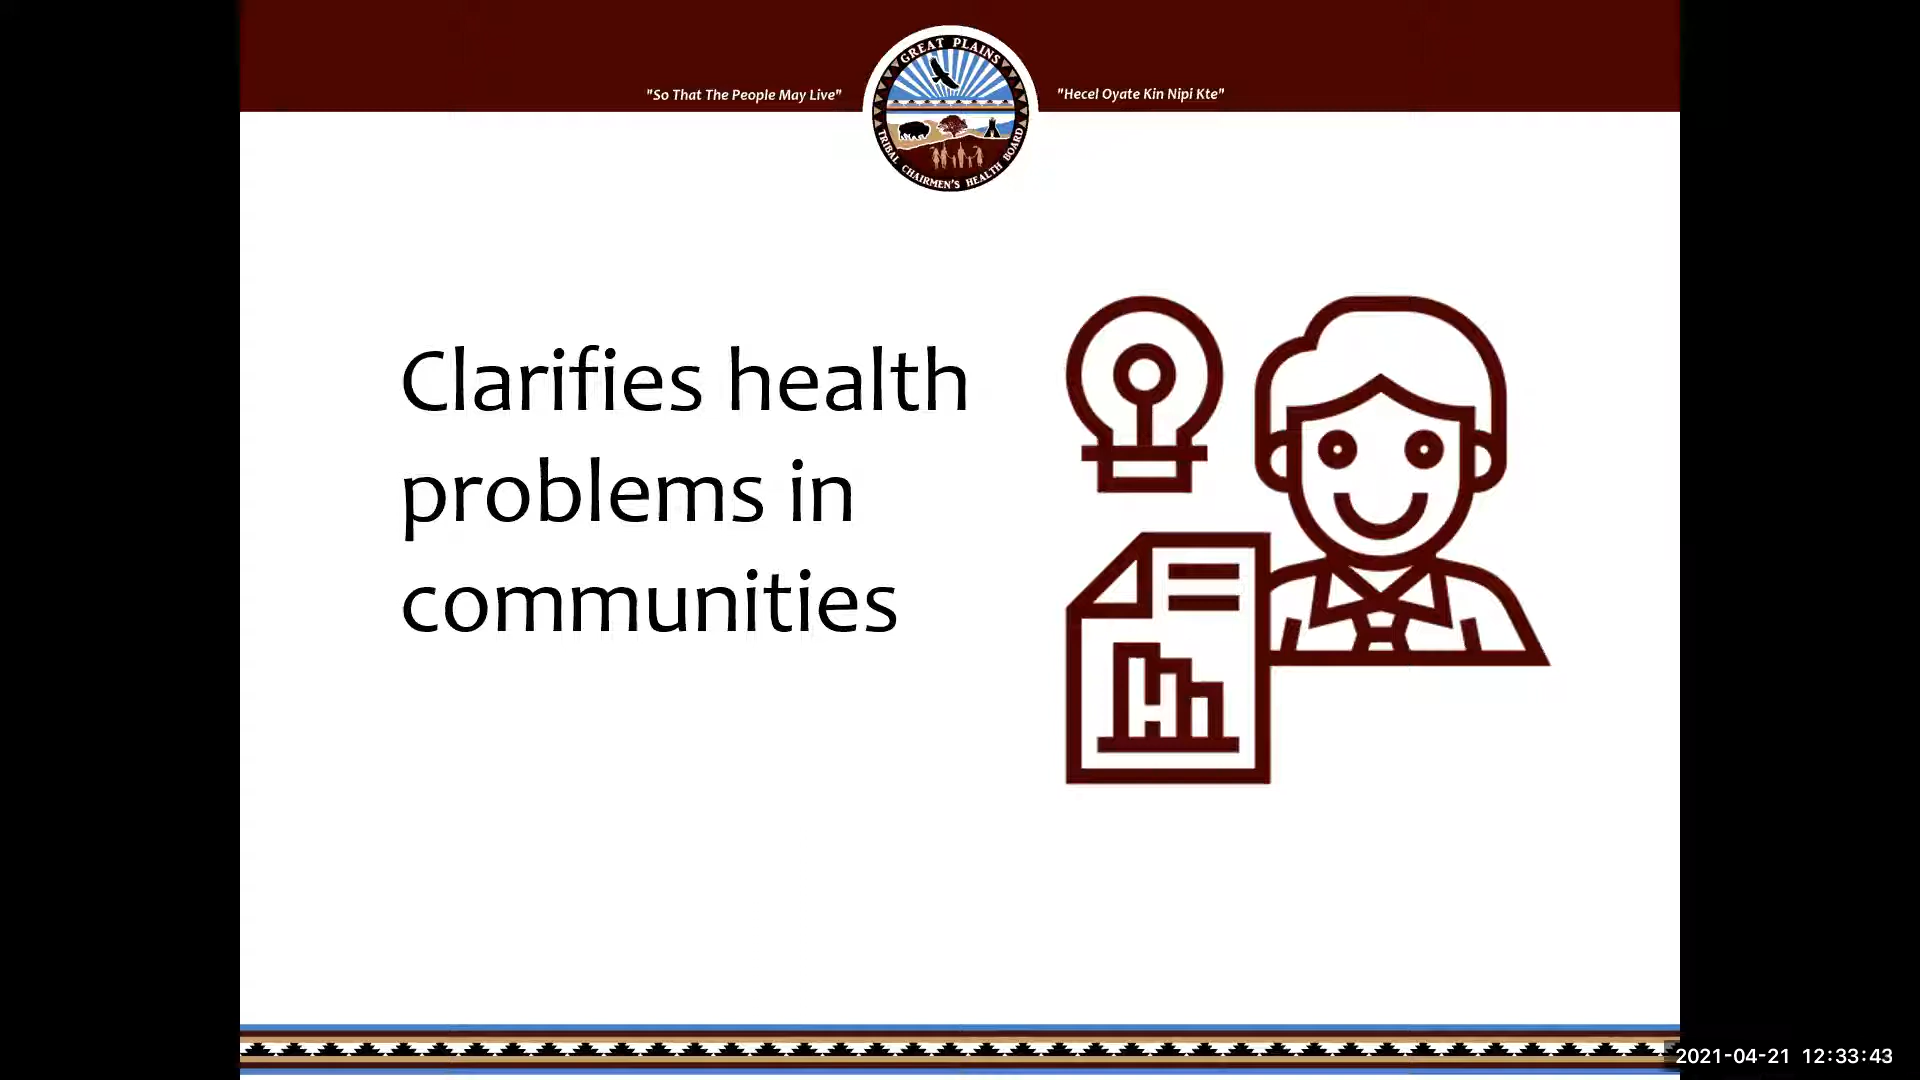 "So That The People May Live"
GREAT PLAINS
TRIBAL CHAIRMEN'S HEALTH BOARD
"Hecel Oyate Kin Nipi Kte"
Clarifies health
problems in
communities
2021-04-21 12:33:43